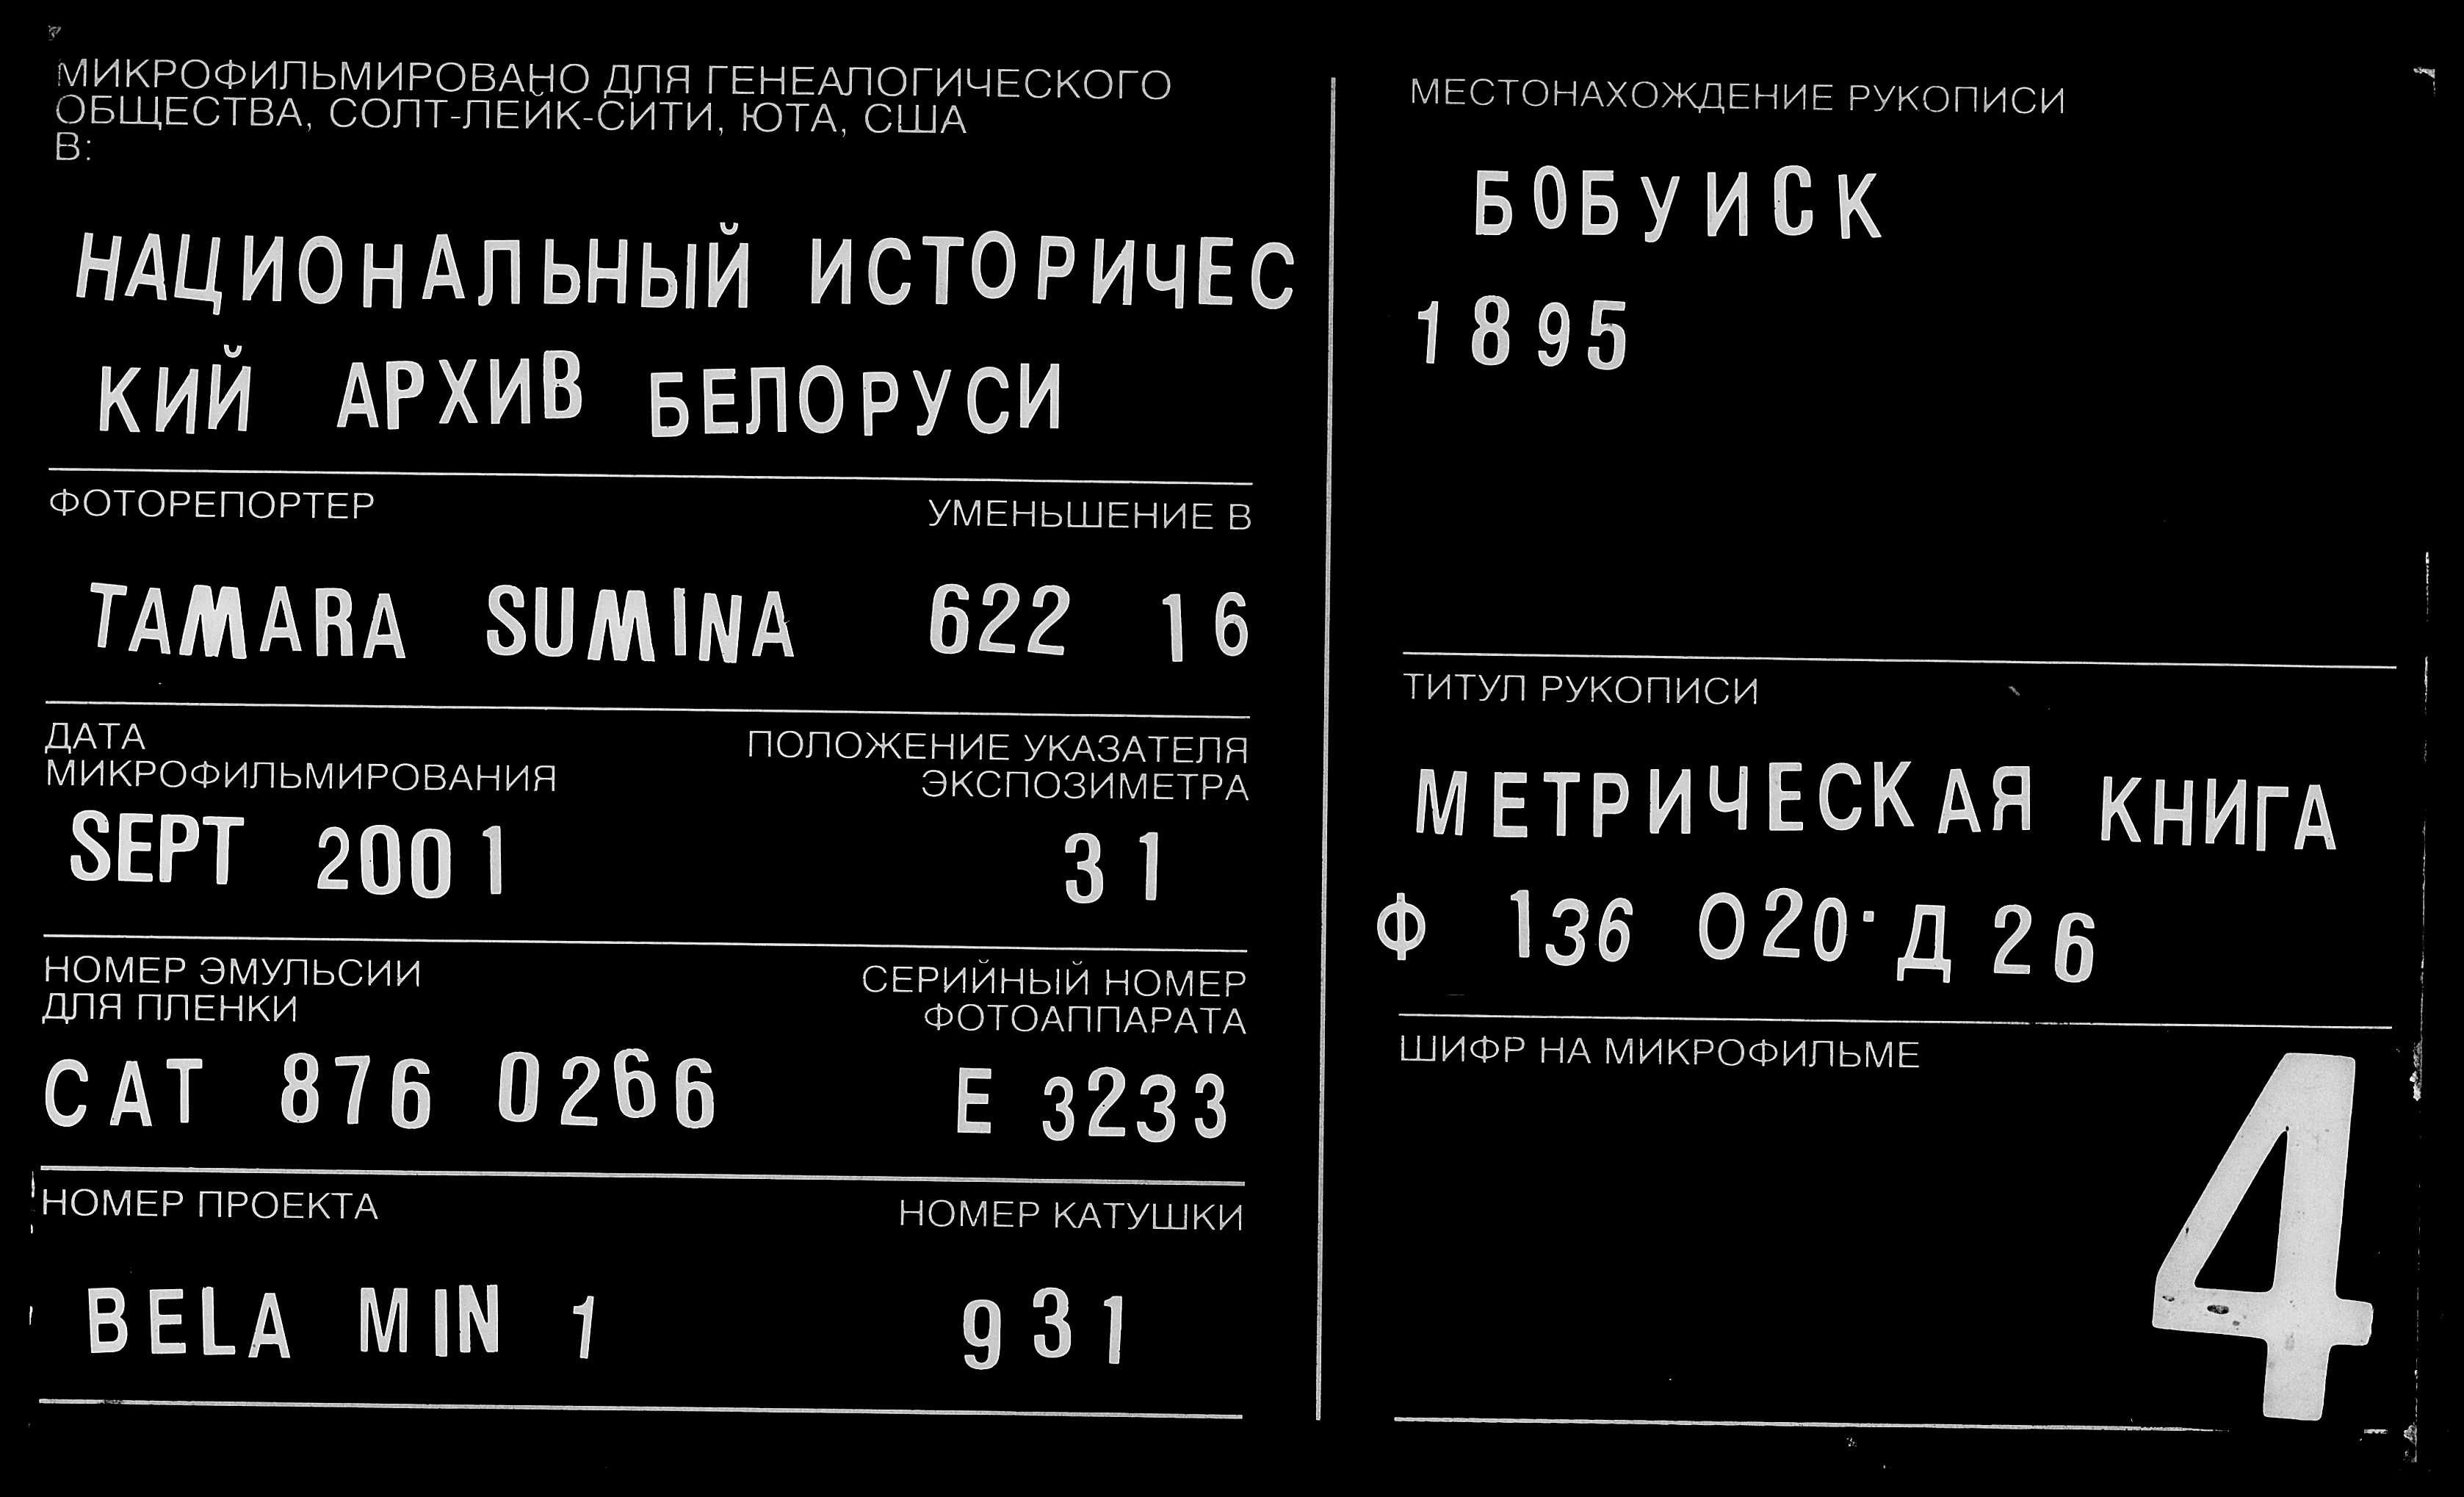 МИКРОФИЛЬМИРОВАНО ДЛЯ ГЕНЕАЛОГИЧЕСКОГО
ОБЩЕСТВА, СОЛТ-ЛЕЙК-СИТИ, ЮТА, США
В:
НАЦИОНАЛЬНЫЙ ИСТОРИЧЕС
КИЙ АРХИВ БЕЛОРУСИ
ФОТОРЕПОРТЕР УМЕНЬШЕНИЕ В
TAMARA SUMINA 622 16
ДАТА
МИКРОФИЛЬМИРОВАНИЯ
ПОЛОЖЕНИЕ УКАЗАТЕЛЯ
ЭКСПОЗИМЕТРА
SEPT 2001 31
НОМЕР ЭМУЛЬСИИ
ДЛЯ ПЛЕНКИ
СЕРИЙНЫЙ НОМЕР
ФОТОАППАРАТА
CAT 876 0266 E 3233
НОМЕР ПРОЕКТА НОМЕР КАТУШКИ
BELA MIN 1 931
МЕСТОНАХОЖДЕНИЕ РУКОПИСИ
БОБУИСК
1895
ТИТУЛ РУКОПИСИ
МЕТРИЧЕСКАЯ КНИГА
Ф 136 О20·Д 26
ШИФР НА МИКРОФИЛЬМЕ
4